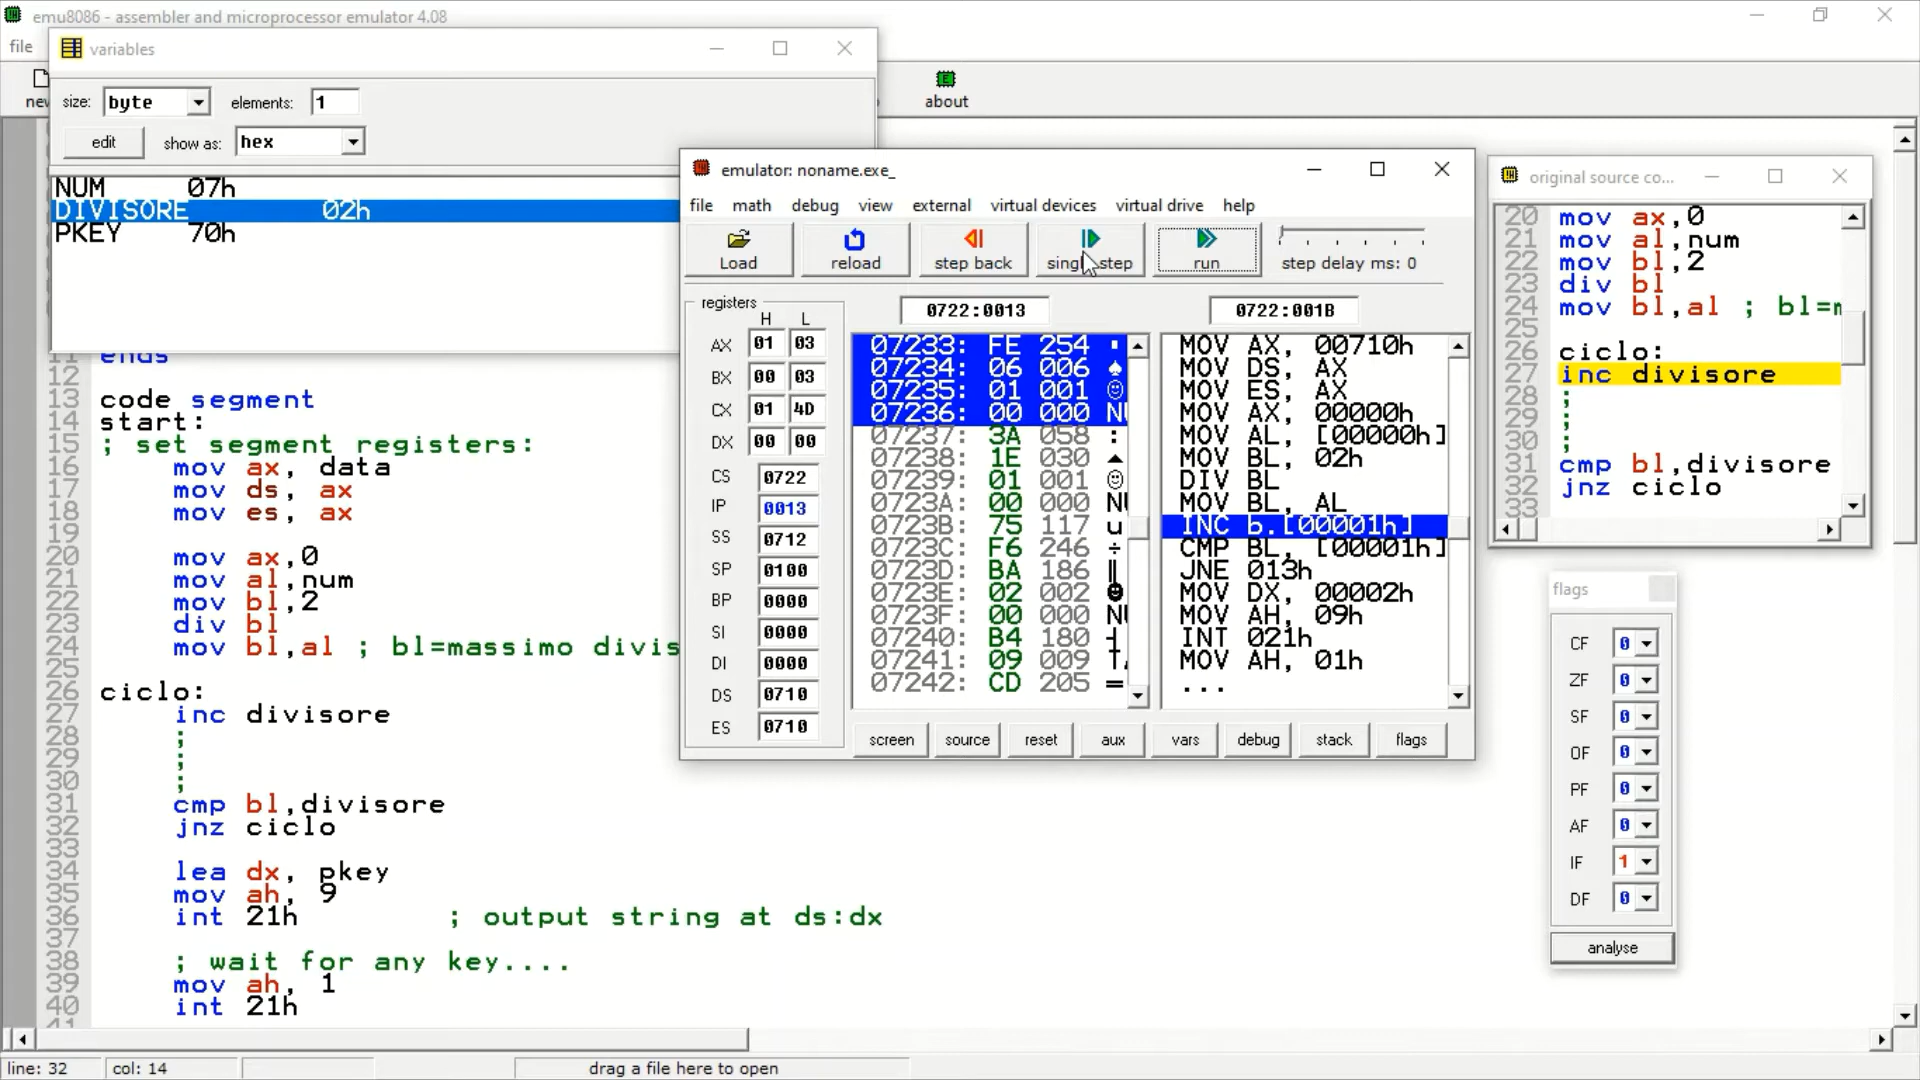 emu8086 - assembler and microprocessor emulator 4.08
file
new
about
variables
size: byte elements: 1
edit show as: hex
NUM 07h
DIVISORE 02h
PKEY 70h
emulator: noname.exe_
file math debug view external virtual devices virtual drive help
Load reload step back single step run step delay ms: 0
registers
H L
AX 01 03
BX 00 03
CX 01 4D
DX 00 00
CS 0722
IP 0013
SS 0712
SP 0100
BP 0000
SI 0000
DI 0000
DS 0710
ES 0710
0722:0013
07233: FE 254
07234: 06 006 ♠
07235: 01 001 ☺
07236: 00 000 NU
07237: 3A 058 :
07238: 1E 030 ▲
07239: 01 001 ☺
0723A: 00 000 NU
0723B: 75 117 u
0723C: F6 246 ÷
0723D: BA 186 ║
0723E: 02 002 ☻
0723F: 00 000 NU
07240: B4 180 ┤
07241: 09 009
07242: CD 205 ═
0722:001B
MOV AX, 00710h
MOV DS, AX
MOV ES, AX
MOV AX, 00000h
MOV AL, [00000h]
MOV BL, 02h
DIV BL
MOV BL, AL
INC b.[00001h]
CMP BL, [00001h]
JNE 013h
MOV DX, 00002h
MOV AH, 09h
INT 021h
MOV AH, 01h
...
screen source reset aux vars debug stack flags
original source co...
20 mov ax,0
21 mov al,num
22 mov bl,2
23 div bl
24 mov bl,al ; bl=m
25
26 ciclo:
27 inc divisore
28 ;
29 ;
30 ;
31 cmp bl,divisore
32 jnz ciclo
33
flags
CF 0
ZF 0
SF 0
OF 0
PF 0
AF 0
IF 1
DF 0
analyse
11 ends
12
13 code segment
14 start:
15 ; set segment registers:
16 mov ax, data
17 mov ds, ax
18 mov es, ax
19
20 mov ax,0
21 mov al,num
22 mov bl,2
23 div bl
24 mov bl,al ; bl=massimo divis
25
26 ciclo:
27 inc divisore
28 ;
29 ;
30 ;
31 cmp bl,divisore
32 jnz ciclo
33
34 lea dx, pkey
35 mov ah, 9
36 int 21h ; output string at ds:dx
37
38 ; wait for any key....
39 mov ah, 1
40 int 21h
41
line: 32 col: 14 drag a file here to open